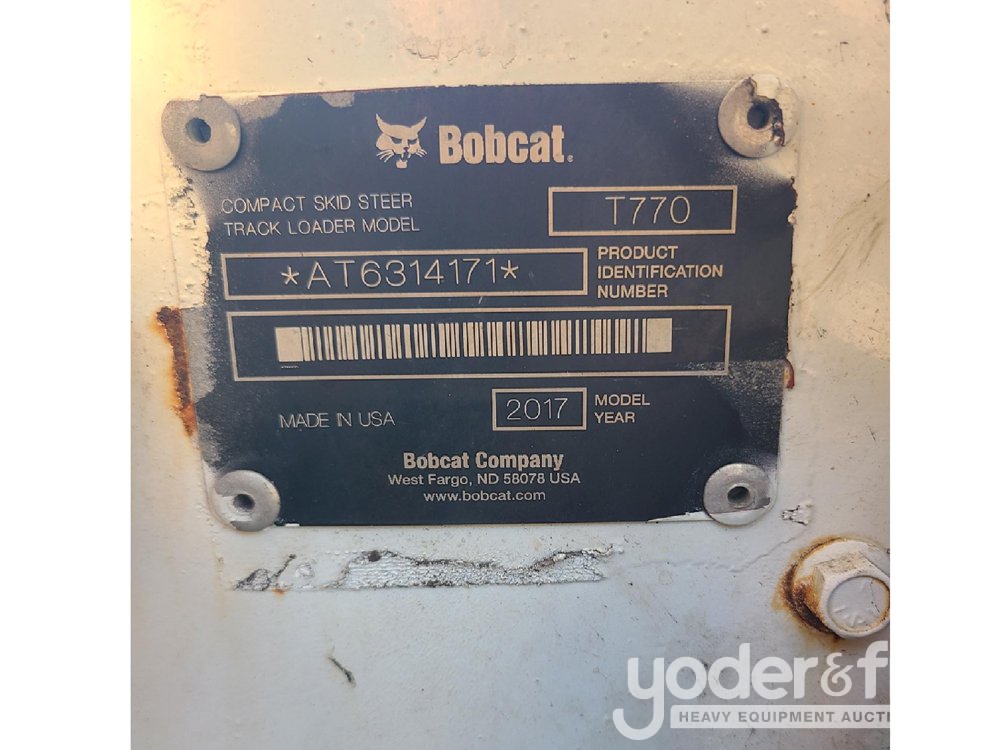 Bobcat.
COMPACT SKID STEER
TRACK LOADER MODEL
T770
*AT6314171*
PRODUCT
IDENTIFICATION
NUMBER
MADE IN USA
2017
MODEL
YEAR
Bobcat Company
West Fargo, ND 58078 USA
www.bobcat.com
yoder&f
HEAVY EQUIPMENT AUCTI